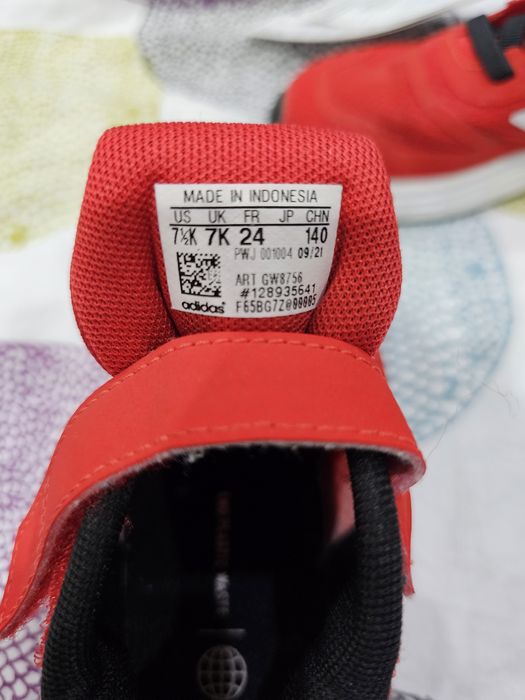 MADE IN INDONESIA
US UK FR JP CHN
7½K 7K 24 140
PWJ 001004 09/21
ART GW8756
#128935641
adidas F65BG7Z@00005